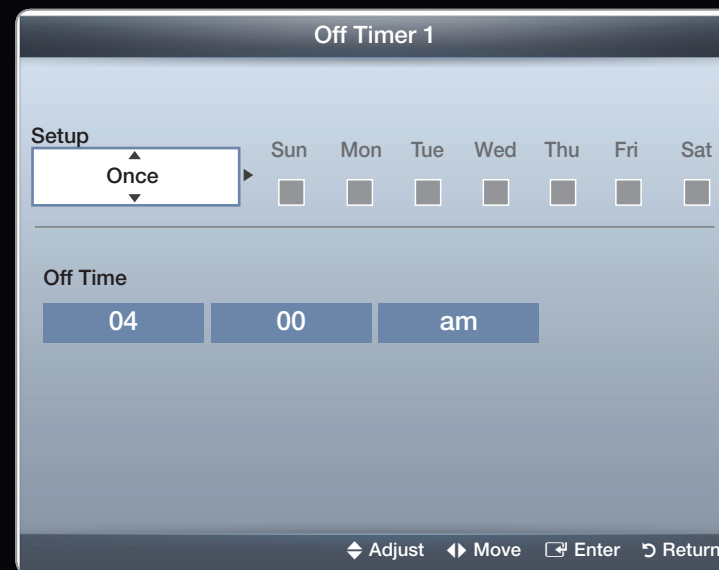 Off Timer 1
Setup
Sun Mon Tue Wed Thu Fri Sat
Once
Off Time
04 00 am
Adjust Move Enter Return